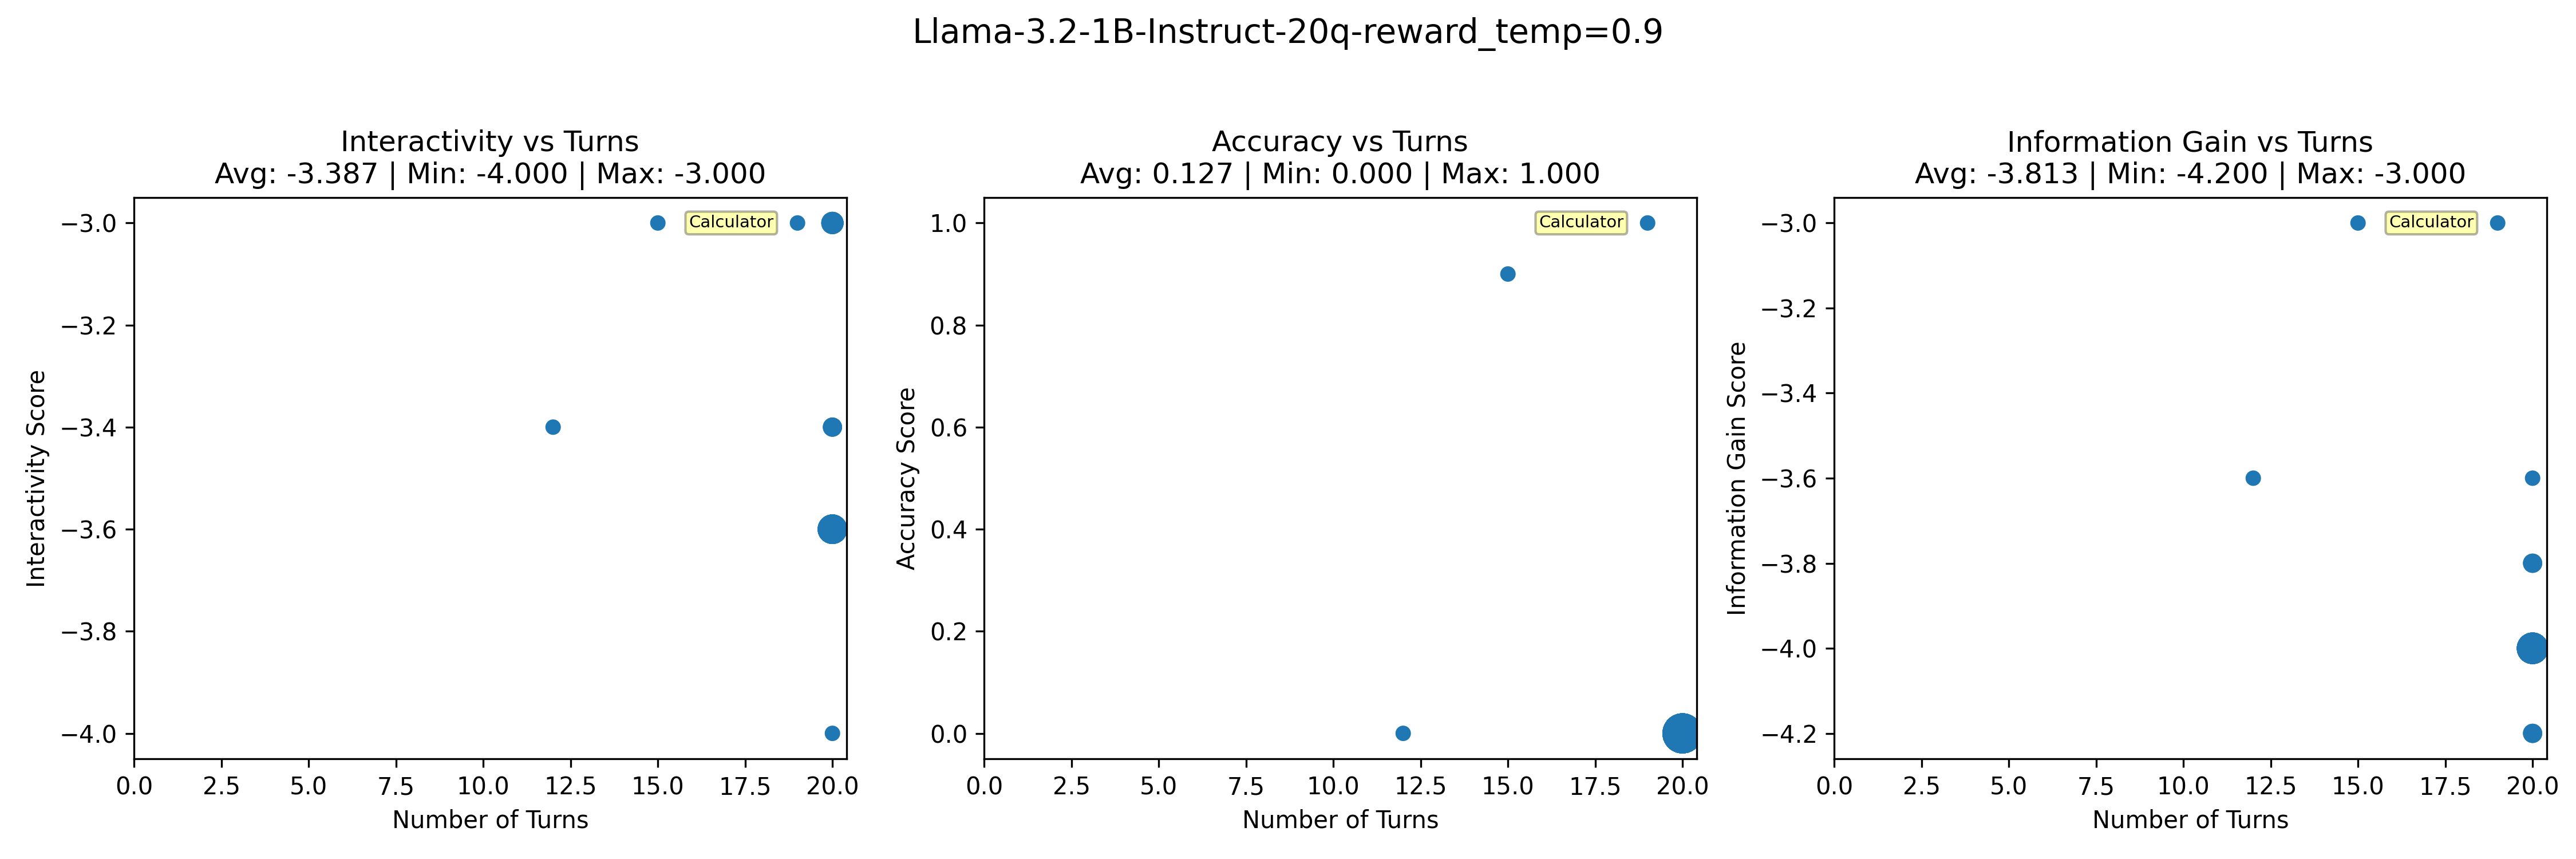 Llama-3.2-1B-Instruct-20q-reward_temp=0.9
Interactivity vs Turns
Avg: -3.387 | Min: -4.000 | Max: -3.000
Interactivity Score
−3.0
−3.2
−3.4
−3.6
−3.8
−4.0
Calculator
0.0 2.5 5.0 7.5 10.0 12.5 15.0 17.5 20.0
Number of Turns
Accuracy vs Turns
Avg: 0.127 | Min: 0.000 | Max: 1.000
Accuracy Score
1.0
0.8
0.6
0.4
0.2
0.0
Calculator
0.0 2.5 5.0 7.5 10.0 12.5 15.0 17.5 20.0
Number of Turns
Information Gain vs Turns
Avg: -3.813 | Min: -4.200 | Max: -3.000
Information Gain Score
−3.0
−3.2
−3.4
−3.6
−3.8
−4.0
−4.2
Calculator
0.0 2.5 5.0 7.5 10.0 12.5 15.0 17.5 20.0
Number of Turns